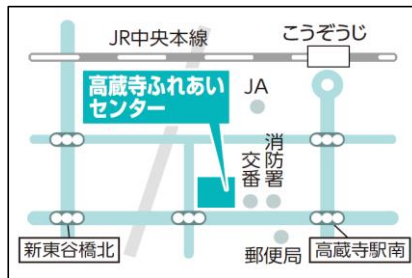 JR中央本線
こうぞうじ
高蔵寺ふれあい
センター
JA
消防署
交番
新東谷橋北
郵便局
高蔵寺駅南